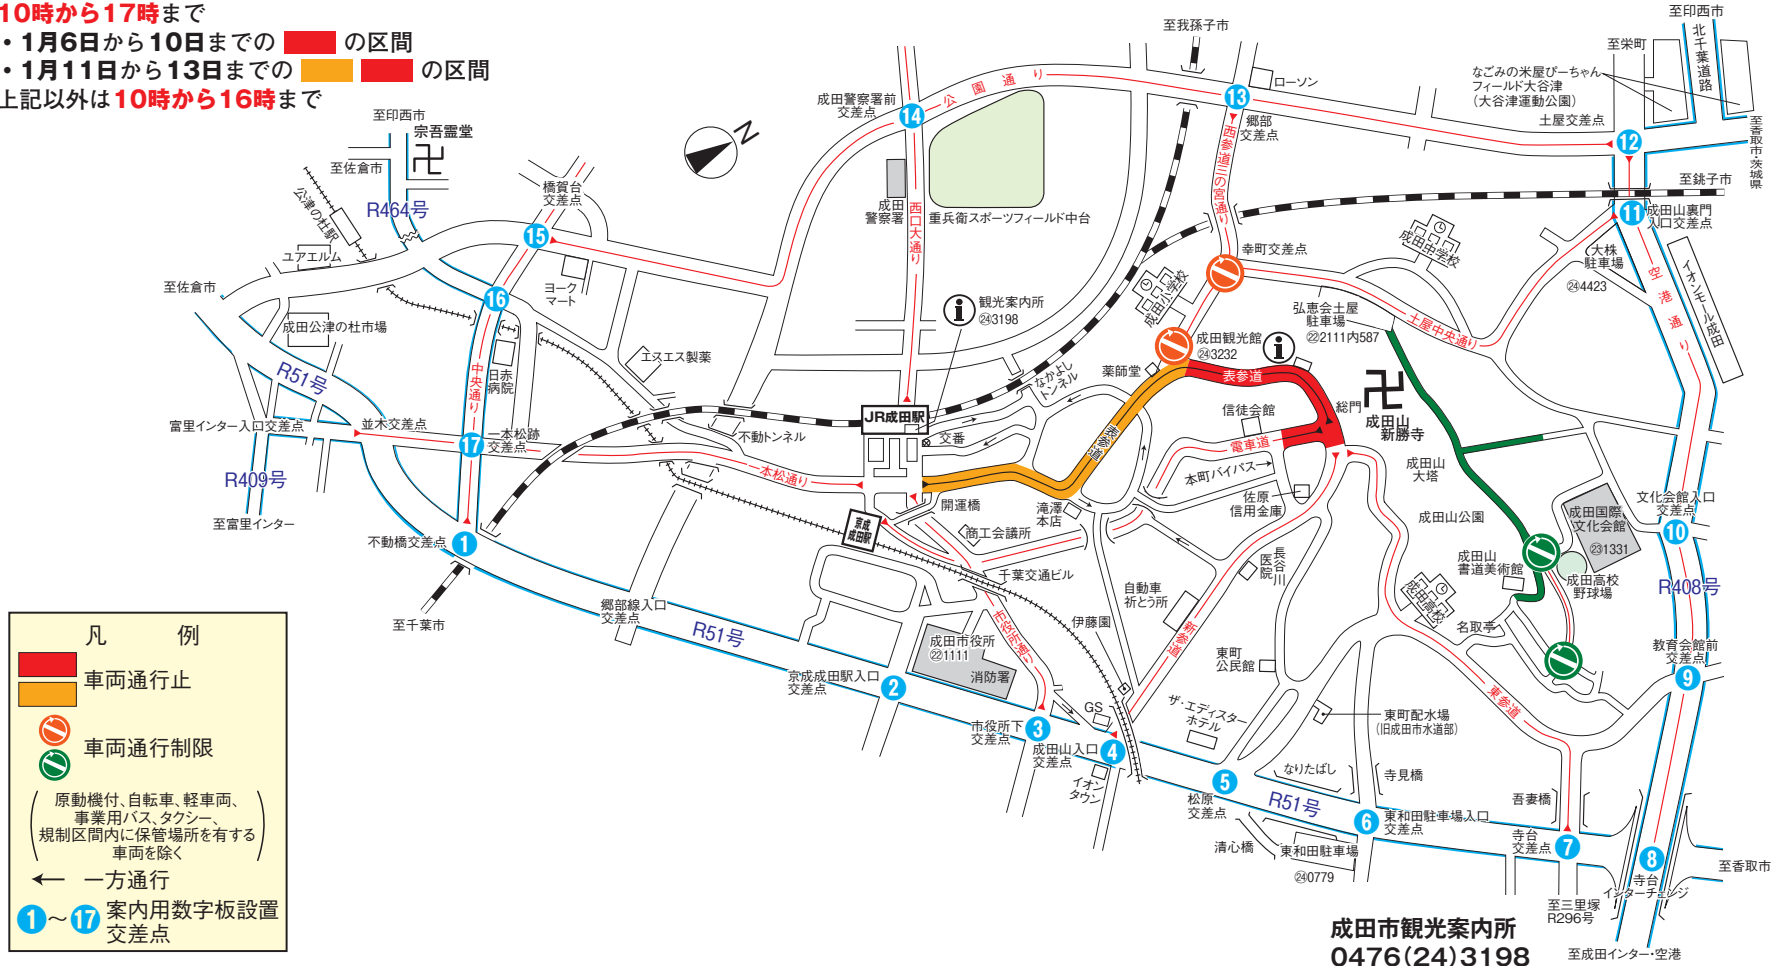 10時から17時まで
・1月6日から10日までの の区間
・1月11日から13日までの の区間
上記以外は10時から16時まで
至印西市
宗吾霊堂
至佐倉市
公津の杜駅
R464号
ユアエルム
至佐倉市
成田公津の杜市場
R51号
富里インター入口交差点
並木交差点
R409号
至富里インター
橋賀台
交差点
15
16
ヨーク
マート
中央通り
日赤
病院
17
一本松跡
交差点
不動橋交差点
1
至千葉市
エスエス製薬
不動トンネル
一本松通り
成田警察署前
交差点
14
公園通り
成田
警察署
西口大通り
重兵衛スポーツフィールド中台
N
観光案内所
㉔3198
JR成田駅
交番
京成
成田駅
開運橋
商工会議所
千葉交通ビル
滝澤
本店
なかよし
トンネル
表参道
薬師堂
至我孫子市
13
ローソン
郷部
交差点
西参道三の宮通り
幸町交差点
成田小学校
成田観光館
㉔3232
表参道
信徒会館
総門
電車道
本町バイパス
佐原
信用金庫
弘恵会土屋
駐車場
㉒2111内587
成田山
新勝寺
成田山
大塔
成田山公園
土屋中央通り
成田中学校
大株
駐車場
㉔4423
至印西市
北千葉道路
至栄町
なごみの米屋ぴーちゃん
フィールド大谷津
(大谷津運動公園)
土屋交差点
12
至香取市・茨城県
至銚子市
11
成田山裏門
入口交差点
空港通り
イオンモール成田
文化会館入口
交差点
10
成田国際
文化会館
㉓1331
R408号
成田山
書道美術館
成田高校
野球場
成田高校
名取亭
教育会館前
交差点
9
東参道
長谷川
医院
自動車
祈とう所
伊藤園
新参道
東町
公民館
東町配水場
(旧成田市水道部)
ザ・エディスター
ホテル
郷部線入口
交差点
R51号
成田市役所
㉒1111
消防署
市役所通り
京成成田駅入口
交差点
2
市役所下
交差点
3
GS
成田山入口
交差点
4
イオン
タウン
5
松原
交差点
なりたばし
R51号
寺見橋
6
東和田駐車場入口
交差点
清心橋
東和田駐車場
㉔0779
吾妻橋
寺台
交差点
7
8
寺台
インターチェンジ
至香取市
至三里塚
R296号
至成田インター・空港
凡例
車両通行止
車両通行制限
(原動機付、自転車、軽車両、
事業用バス、タクシー、
規制区間内に保管場所を有する
車両を除く)
← 一方通行
1～17 案内用数字板設置
交差点
成田市観光案内所
0476(24)3198